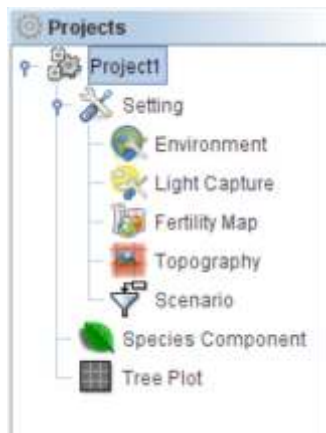 Projects
Project1
Setting
Environment
Light Capture
Fertility Map
Topography
Scenario
Species Component
Tree Plot